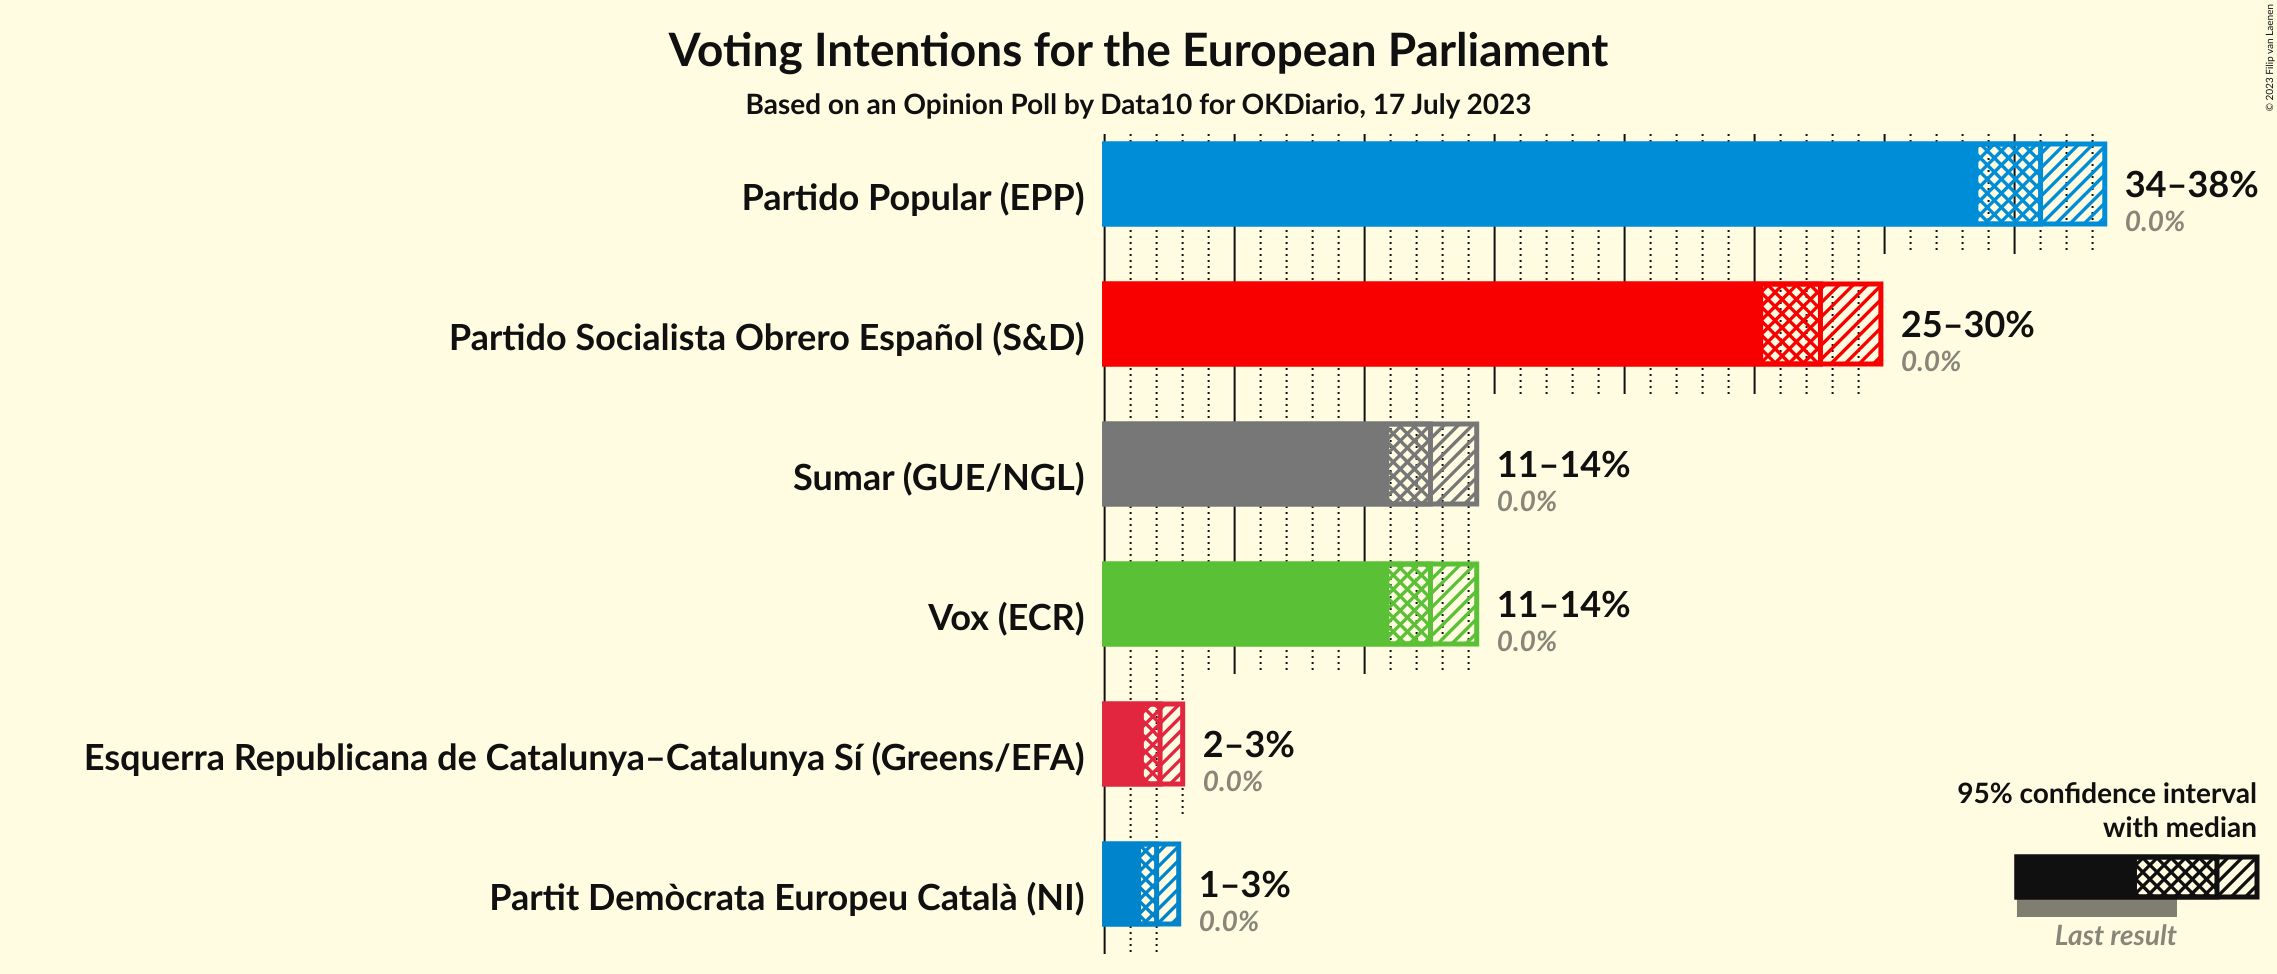 Voting Intentions for the European Parliament
Based on an Opinion Poll by Data10 for OKDiario, 17 July 2023
© 2023 Filip van Laenen
Partido Popular (EPP)
34–38%
0.0%
Partido Socialista Obrero Español (S&D)
25–30%
0.0%
Sumar (GUE/NGL)
11–14%
0.0%
Vox (ECR)
11–14%
0.0%
Esquerra Republicana de Catalunya–Catalunya Sí (Greens/EFA)
2–3%
0.0%
Partit Demòcrata Europeu Català (NI)
1–3%
0.0%
95% confidence interval
with median
Last result